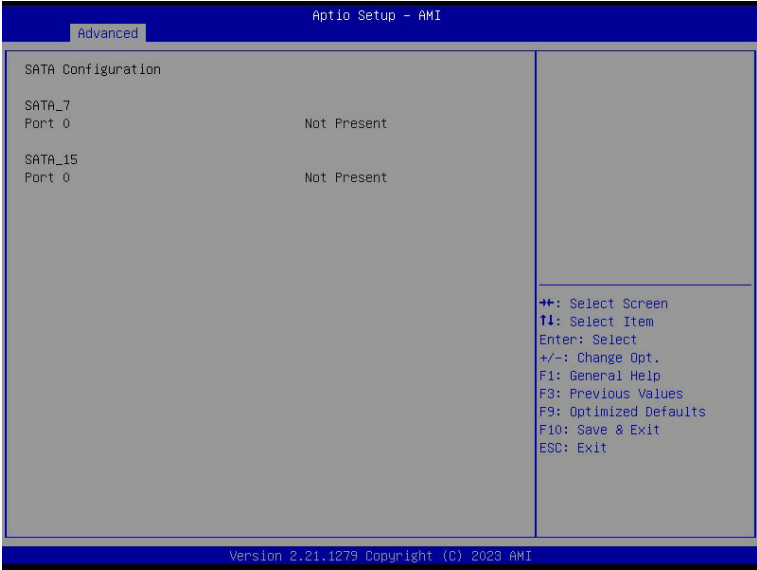 Aptio Setup – AMI
Advanced
SATA Configuration
SATA_7
Port 0 Not Present
SATA_15
Port 0 Not Present
→←: Select Screen
↑↓: Select Item
Enter: Select
+/-: Change Opt.
F1: General Help
F3: Previous Values
F9: Optimized Defaults
F10: Save & Exit
ESC: Exit
Version 2.21.1279 Copyright (C) 2023 AMI